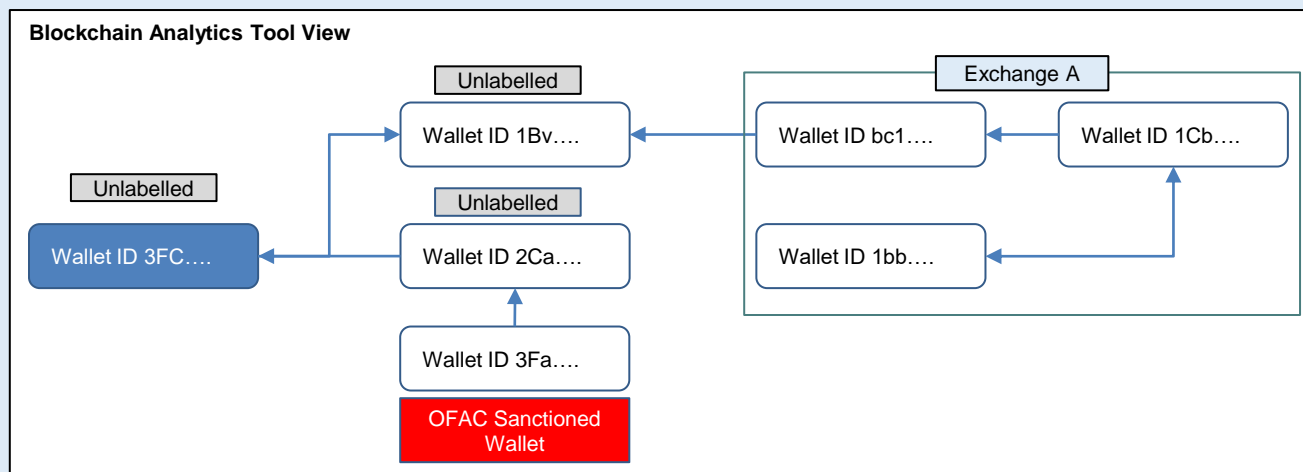 Blockchain Analytics Tool View
Unlabelled
Exchange A
Wallet ID 1Bv….
Wallet ID bc1….
Wallet ID 1Cb….
Unlabelled
Unlabelled
Wallet ID 3FC….
Wallet ID 2Ca….
Wallet ID 1bb….
Wallet ID 3Fa….
OFAC Sanctioned
Wallet